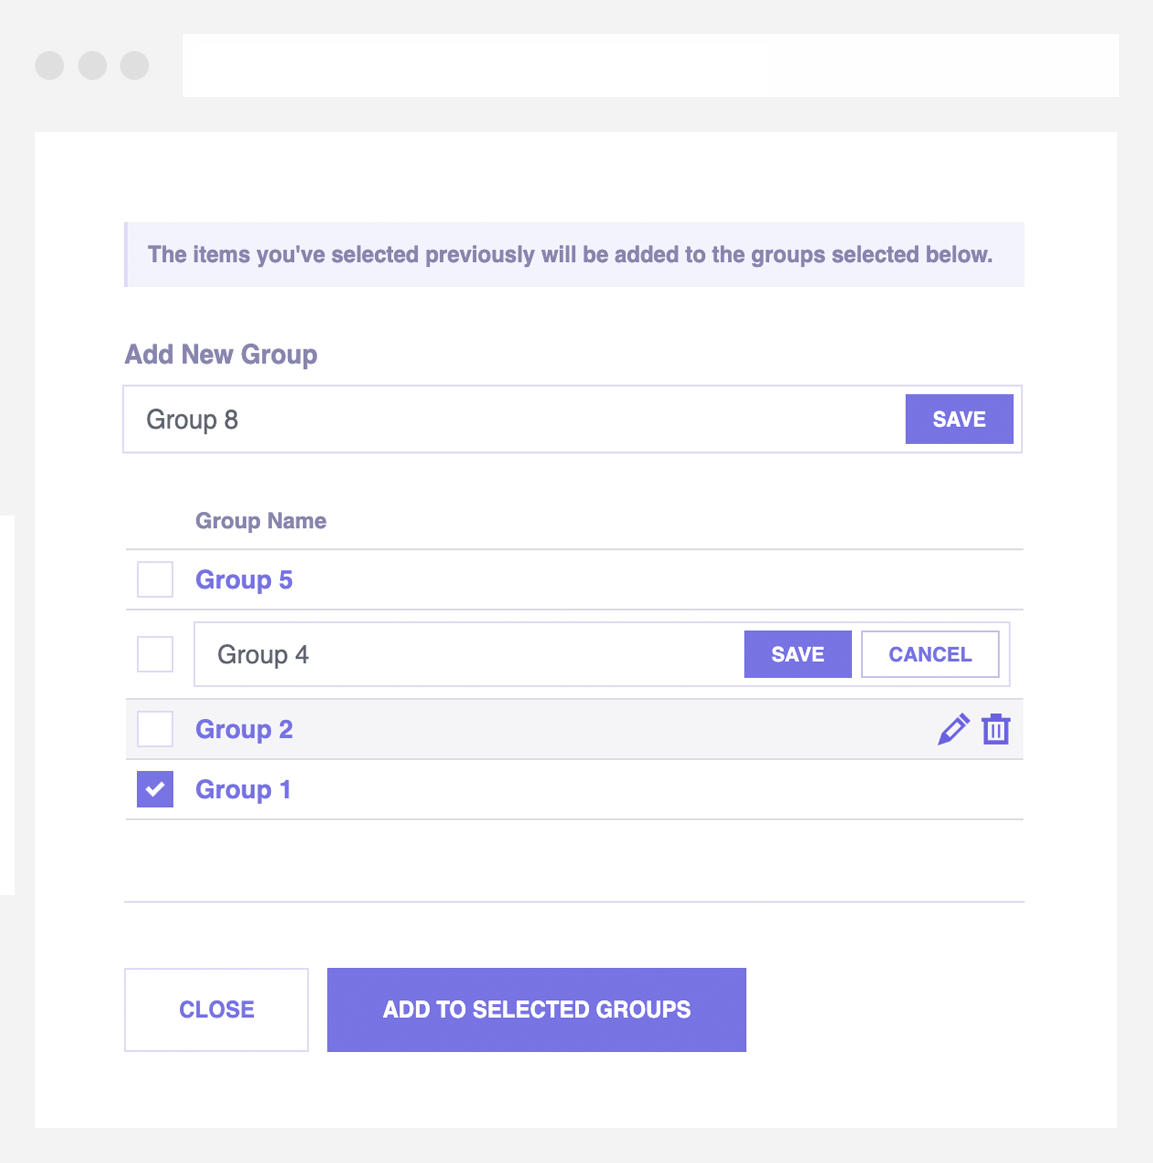 The items you've selected previously will be added to the groups selected below.
Add New Group
Group 8
SAVE
Group Name
Group 5
Group 4
SAVE
CANCEL
Group 2
Group 1
CLOSE
ADD TO SELECTED GROUPS